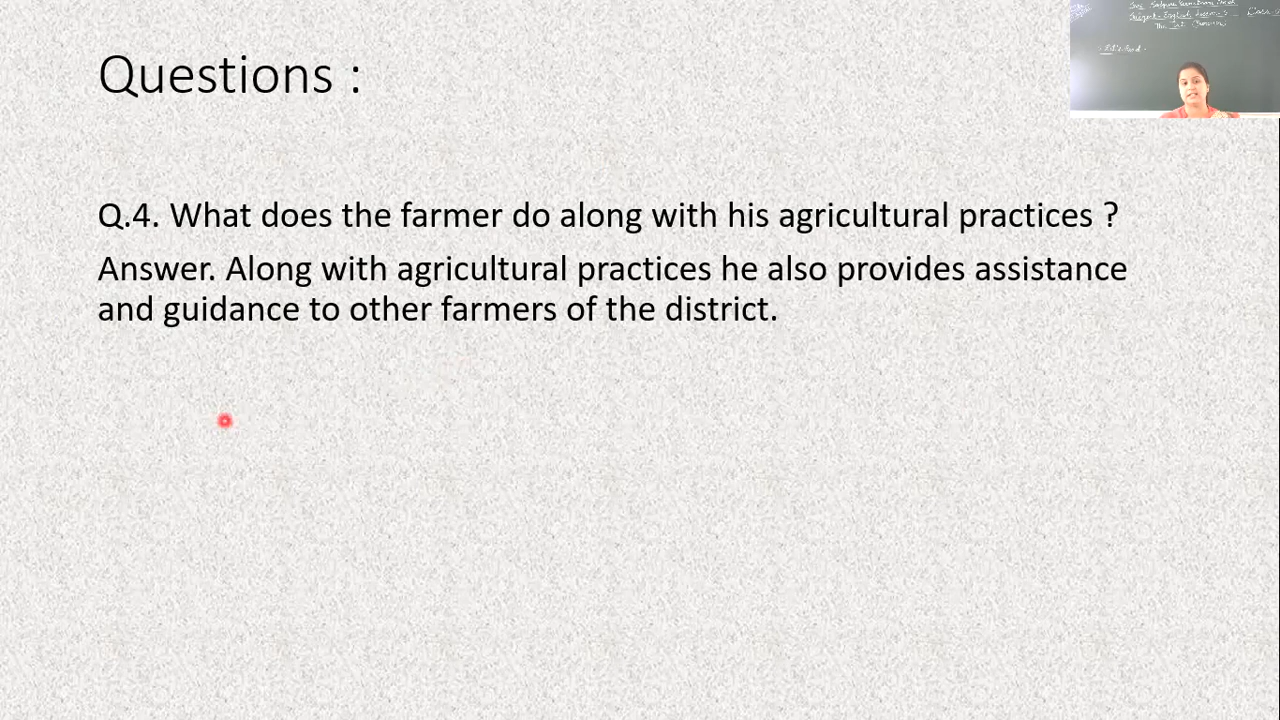 Questions :
Q.4. What does the farmer do along with his agricultural practices ?
Answer. Along with agricultural practices he also provides assistance
and guidance to other farmers of the district.